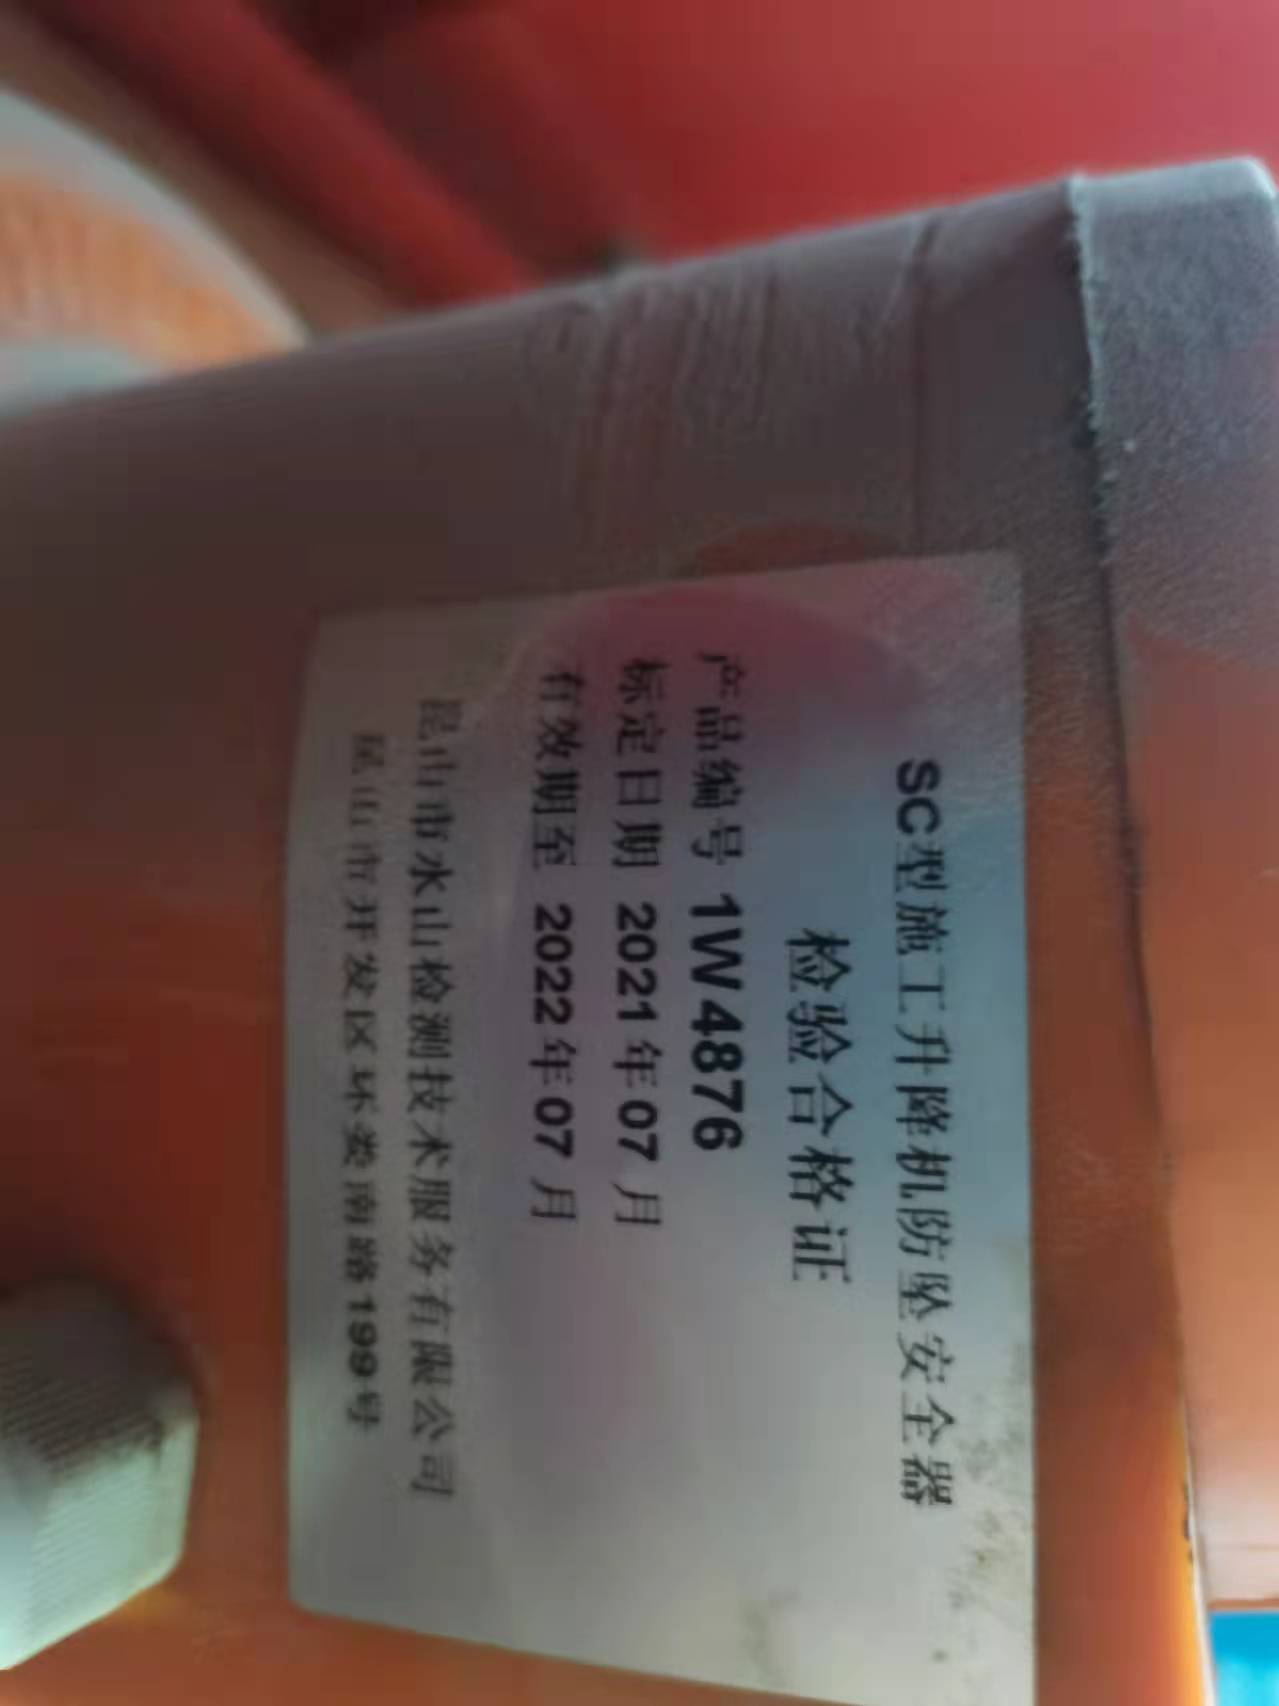 SC型施工升降机防坠安全器
检验合格证
产品编号 1W4876
标定日期 2021年07月
有效期至 2022年07月
昆山市水山检测技术服务有限公司
昆山市开发区环娄南路199号